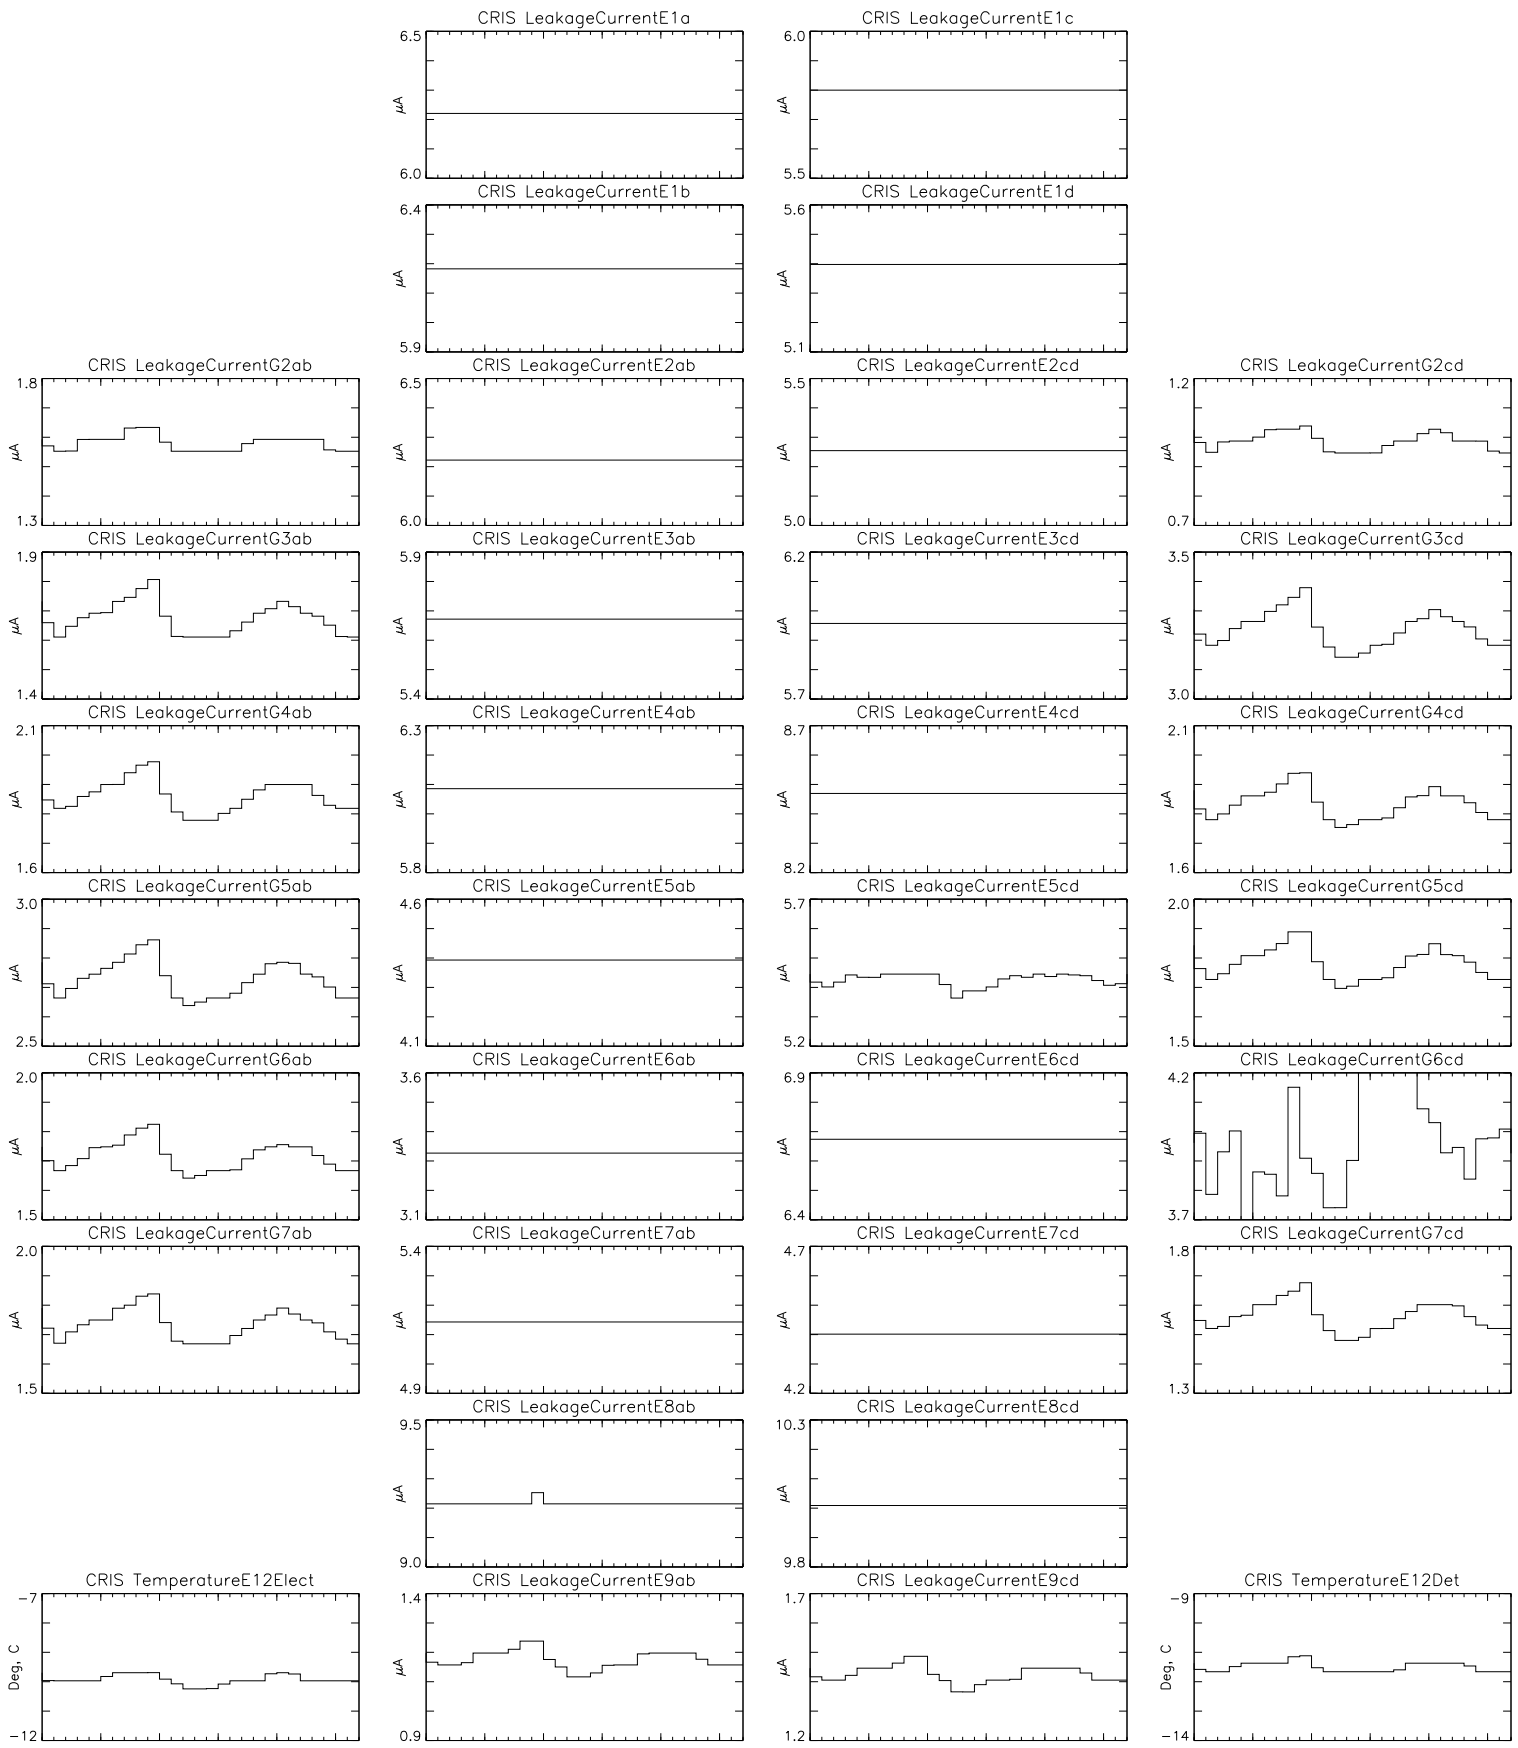 CRIS LeakageCurrentE1a
6.5
μA
6.0
CRIS LeakageCurrentE1c
6.0
μA
5.5
CRIS LeakageCurrentE1b
6.4
μA
5.9
CRIS LeakageCurrentE1d
5.6
μA
5.1
CRIS LeakageCurrentG2ab
1.8
μA
1.3
CRIS LeakageCurrentE2ab
6.5
μA
6.0
CRIS LeakageCurrentE2cd
5.5
μA
5.0
CRIS LeakageCurrentG2cd
1.2
μA
0.7
CRIS LeakageCurrentG3ab
1.9
μA
1.4
CRIS LeakageCurrentE3ab
5.9
μA
5.4
CRIS LeakageCurrentE3cd
6.2
μA
5.7
CRIS LeakageCurrentG3cd
3.5
μA
3.0
CRIS LeakageCurrentG4ab
2.1
μA
1.6
CRIS LeakageCurrentE4ab
6.3
μA
5.8
CRIS LeakageCurrentE4cd
8.7
μA
8.2
CRIS LeakageCurrentG4cd
2.1
μA
1.6
CRIS LeakageCurrentG5ab
3.0
μA
2.5
CRIS LeakageCurrentE5ab
4.6
μA
4.1
CRIS LeakageCurrentE5cd
5.7
μA
5.2
CRIS LeakageCurrentG5cd
2.0
μA
1.5
CRIS LeakageCurrentG6ab
2.0
μA
1.5
CRIS LeakageCurrentE6ab
3.6
μA
3.1
CRIS LeakageCurrentE6cd
6.9
μA
6.4
CRIS LeakageCurrentG6cd
4.2
μA
3.7
CRIS LeakageCurrentG7ab
2.0
μA
1.5
CRIS LeakageCurrentE7ab
5.4
μA
4.9
CRIS LeakageCurrentE7cd
4.7
μA
4.2
CRIS LeakageCurrentG7cd
1.8
μA
1.3
CRIS LeakageCurrentE8ab
9.5
μA
9.0
CRIS LeakageCurrentE8cd
10.3
μA
9.8
CRIS TemperatureE12Elect
-7
Deg, C
-12
CRIS LeakageCurrentE9ab
1.4
μA
0.9
CRIS LeakageCurrentE9cd
1.7
μA
1.2
CRIS TemperatureE12Det
-9
Deg, C
-14